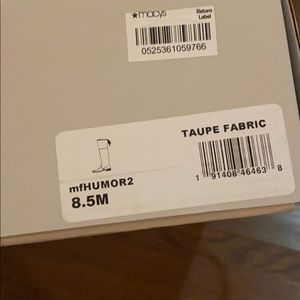 ★macys
Return
Label
0525361059766
TAUPE FABRIC
mfHUMOR2
8.5M
1 91408 46463 8